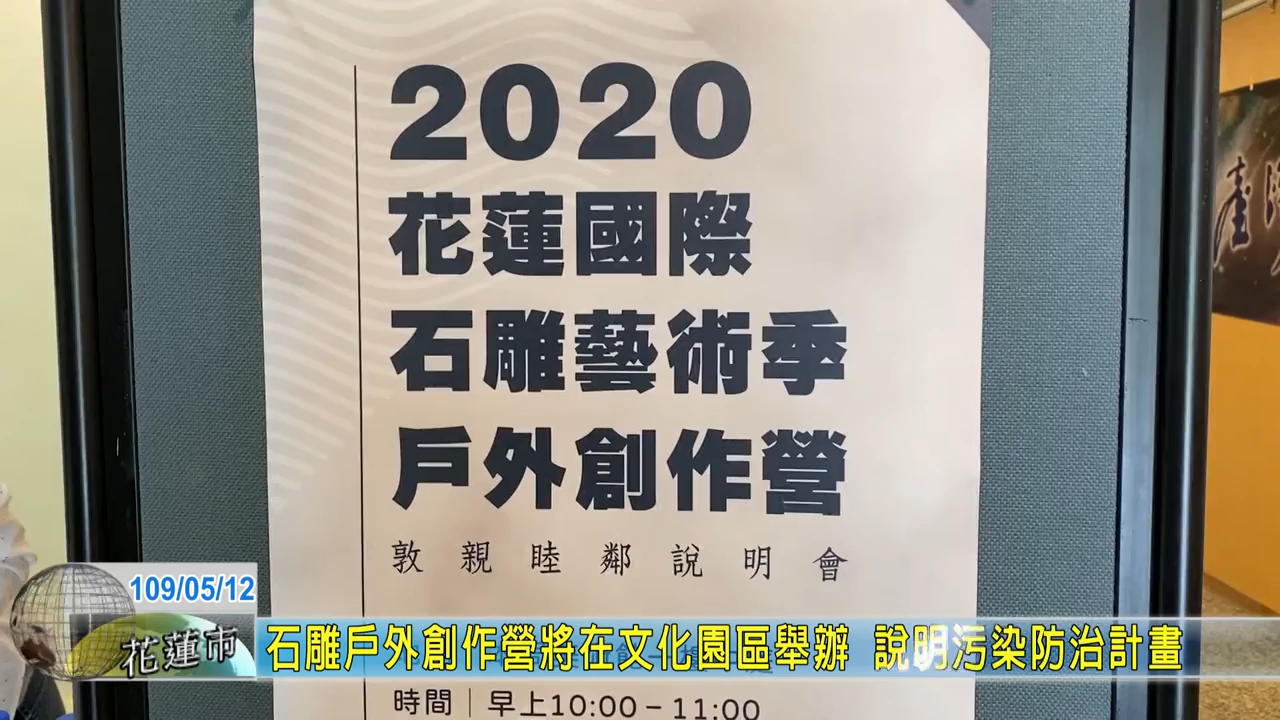 2020
花蓮國際
石雕藝術季
戶外創作營
敦親睦鄰說明會
109/05/12
花蓮市
石雕戶外創作營將在文化園區舉辦 說明污染防治計畫
時間｜早上10:00－11:00